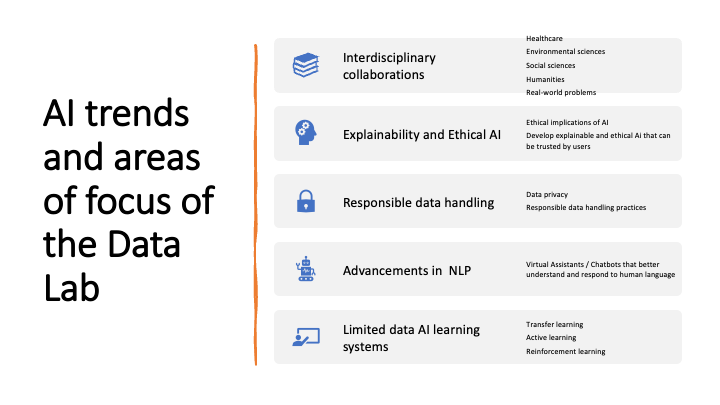 AI trends
and areas
of focus of
the Data
Lab
Interdisciplinary
collaborations
Healthcare
Environmental sciences
Social sciences
Humanities
Real-world problems
Explainability and Ethical AI
Ethical implications of AI
Develop explainable and ethical Ai that can
be trusted by users
Responsible data handling
Data privacy
Responsible data handling practices
Advancements in  NLP
Virtual Assistants / Chatbots that better
understand and respond to human language
Limited data AI learning
systems
Transfer learning
Active learning
Reinforcement learning